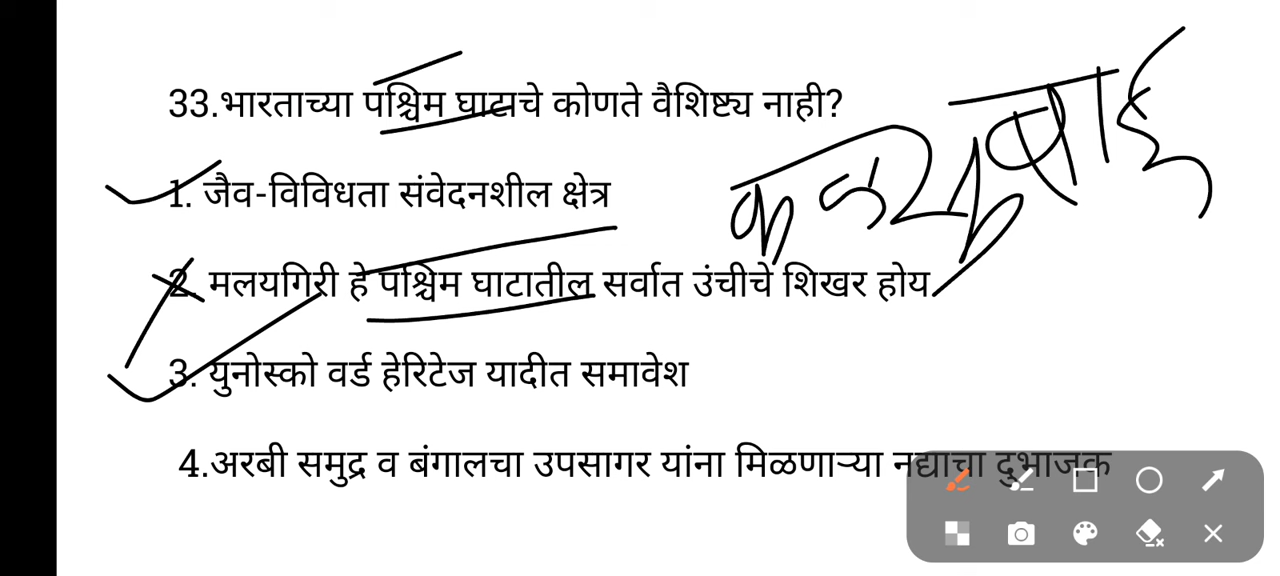 33.भारताच्या पश्चिम घाटाचे कोणते वैशिष्ट्य नाही?
1. जैव-विविधता संवेदनशील क्षेत्र
2. मलयगिरी हे पश्चिम घाटातील सर्वात उंचीचे शिखर होय
3. युनोस्को वर्ड हेरिटेज यादीत समावेश
4.अरबी समुद्र व बंगालचा उपसागर यांना मिळणाऱ्या नद्याचा दुभाजक